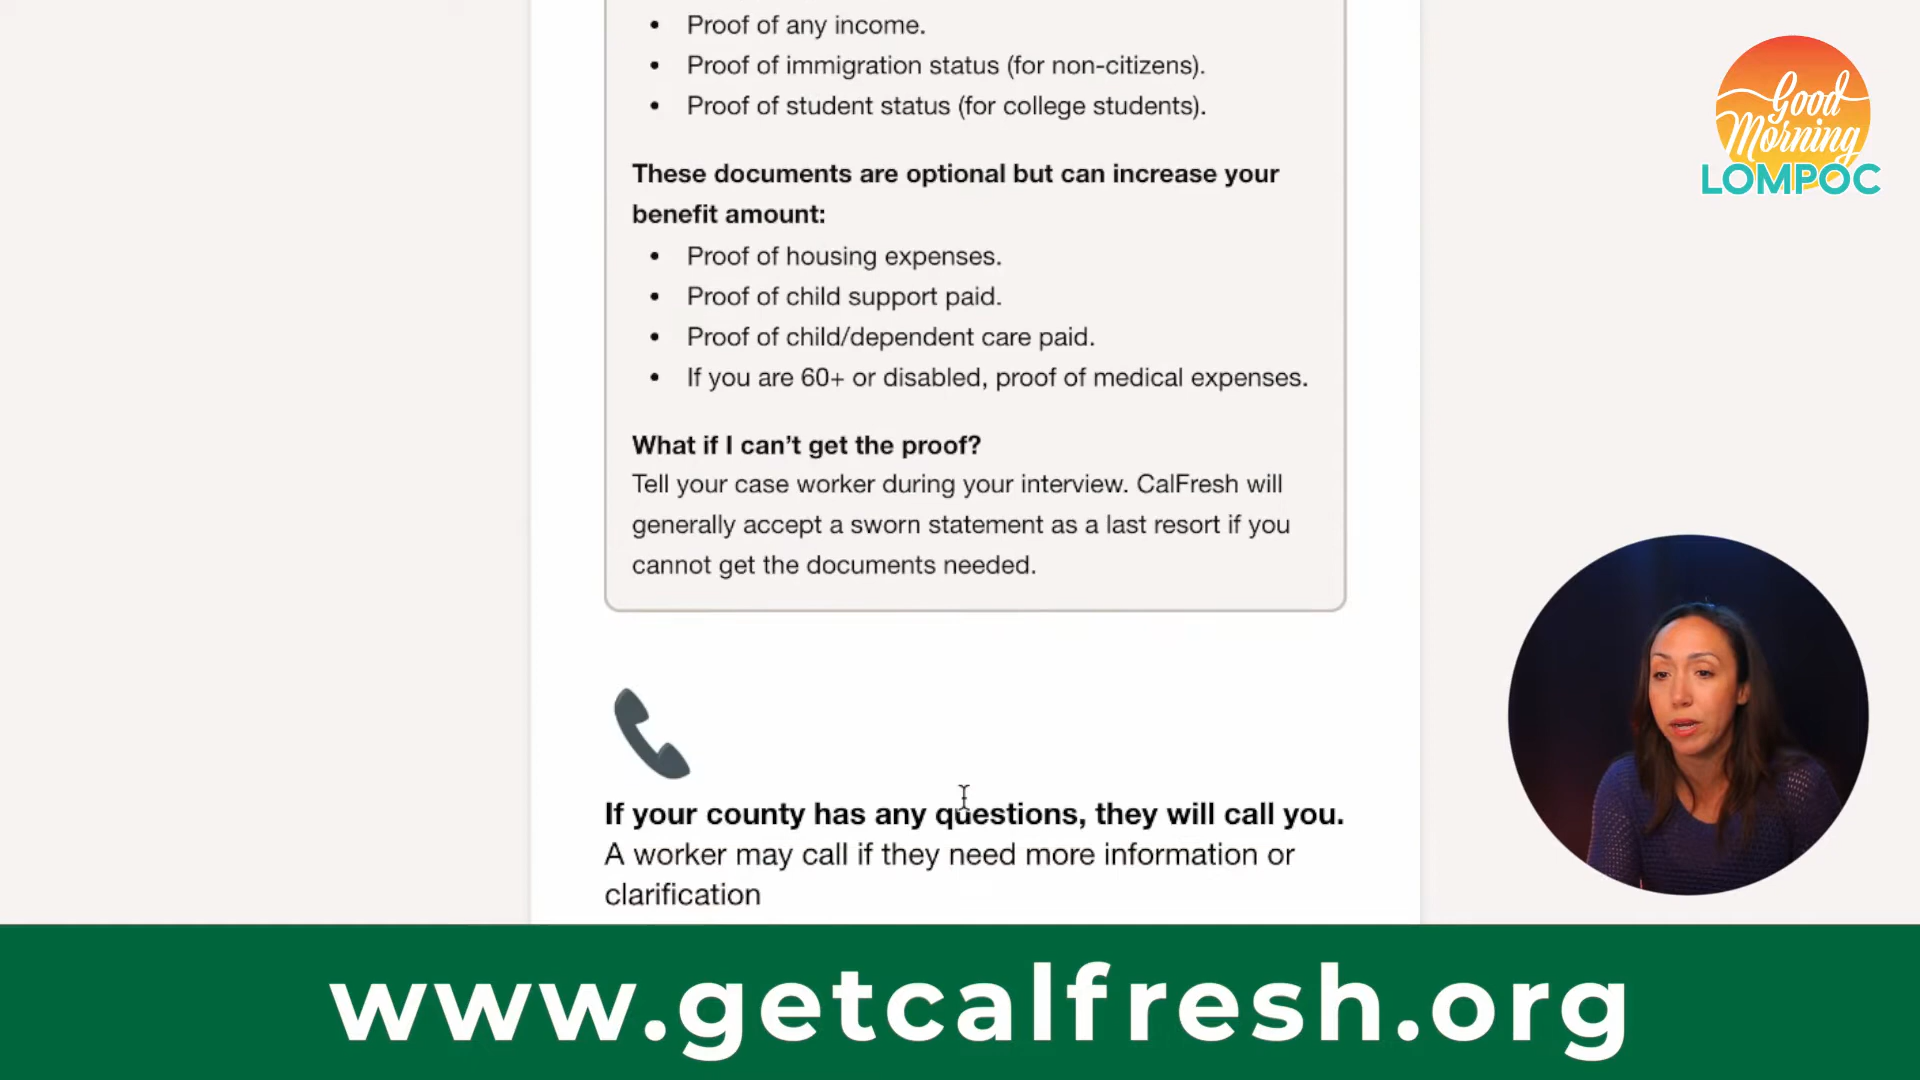 Proof of any income.
Proof of immigration status (for non-citizens).
Proof of student status (for college students).
These documents are optional but can increase your
benefit amount:
Proof of housing expenses.
Proof of child support paid.
Proof of child/dependent care paid.
If you are 60+ or disabled, proof of medical expenses.
What if I can’t get the proof?
Tell your case worker during your interview. CalFresh will
generally accept a sworn statement as a last resort if you
cannot get the documents needed.
If your county has any questions, they will call you.
A worker may call if they need more information or
clarification
Good
Morning
LOMPOC
www.getcalfresh.org